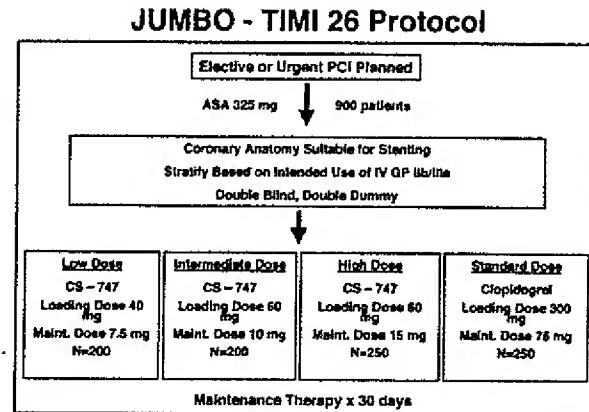 JUMBO - TIMI 26 Protocol
Elective or Urgent PCI Planned
ASA 325 mg
900 patients
Coronary Anatomy Suitable for Stenting
Stratify Based on Intended Use of IV GP IIb/IIIa
Double Blind, Double Dummy
Low Dose
CS – 747
Loading Dose 40
mg
Maint. Dose 7.5 mg
N=200
Intermediate Dose
CS – 747
Loading Dose 60
mg
Maint. Dose 10 mg
N=200
High Dose
CS – 747
Loading Dose 60
mg
Maint. Dose 15 mg
N=250
Standard Dose
Clopidogrel
Loading Dose 300
mg
Maint. Dose 75 mg
N=250
Maintenance Therapy x 30 days